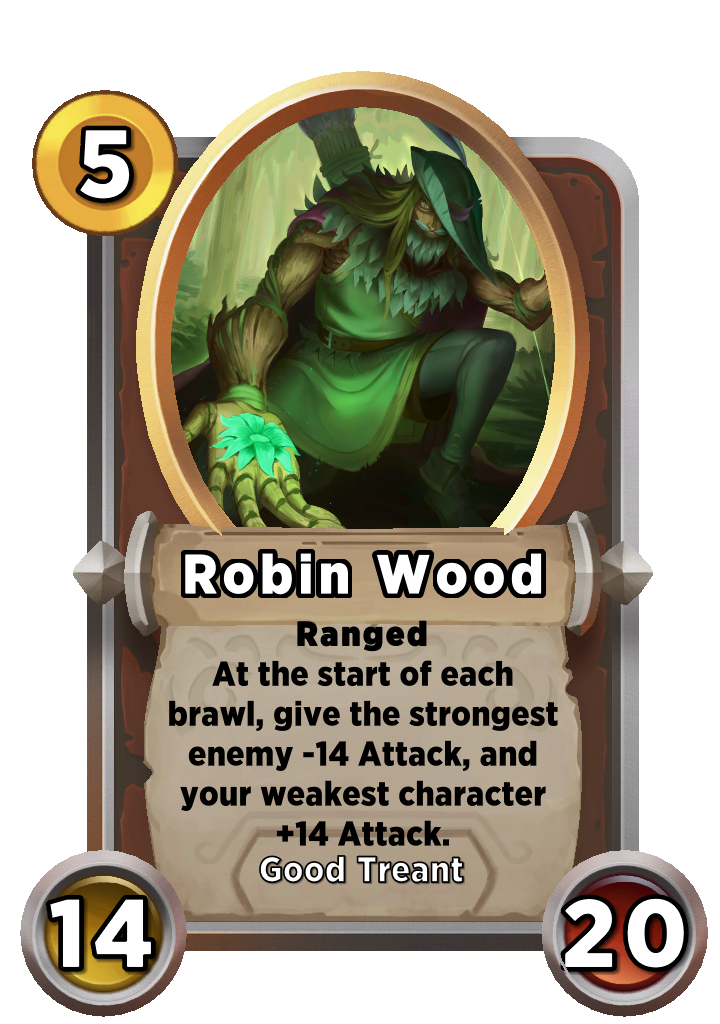 5
Robin Wood
Ranged
At the start of each
brawl, give the strongest
enemy -14 Attack, and
your weakest character
+14 Attack.
Good Treant
14
20